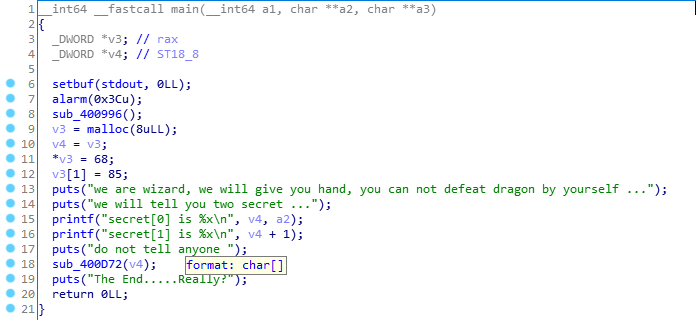 1 __int64 __fastcall main(__int64 a1, char **a2, char **a3)
2 {
3 _DWORD *v3; // rax
4 _DWORD *v4; // ST18_8
5
6 setbuf(stdout, 0LL);
7 alarm(0x3Cu);
8 sub_400996();
9 v3 = malloc(8uLL);
10 v4 = v3;
11 *v3 = 68;
12 v3[1] = 85;
13 puts("we are wizard, we will give you hand, you can not defeat dragon by yourself ...");
14 puts("we will tell you two secret ...");
15 printf("secret[0] is %x\n", v4, a2);
16 printf("secret[1] is %x\n", v4 + 1);
17 puts("do not tell anyone ");
18 sub_400D72(v4); format: char[]
19 puts("The End.....Really?");
20 return 0LL;
21 }